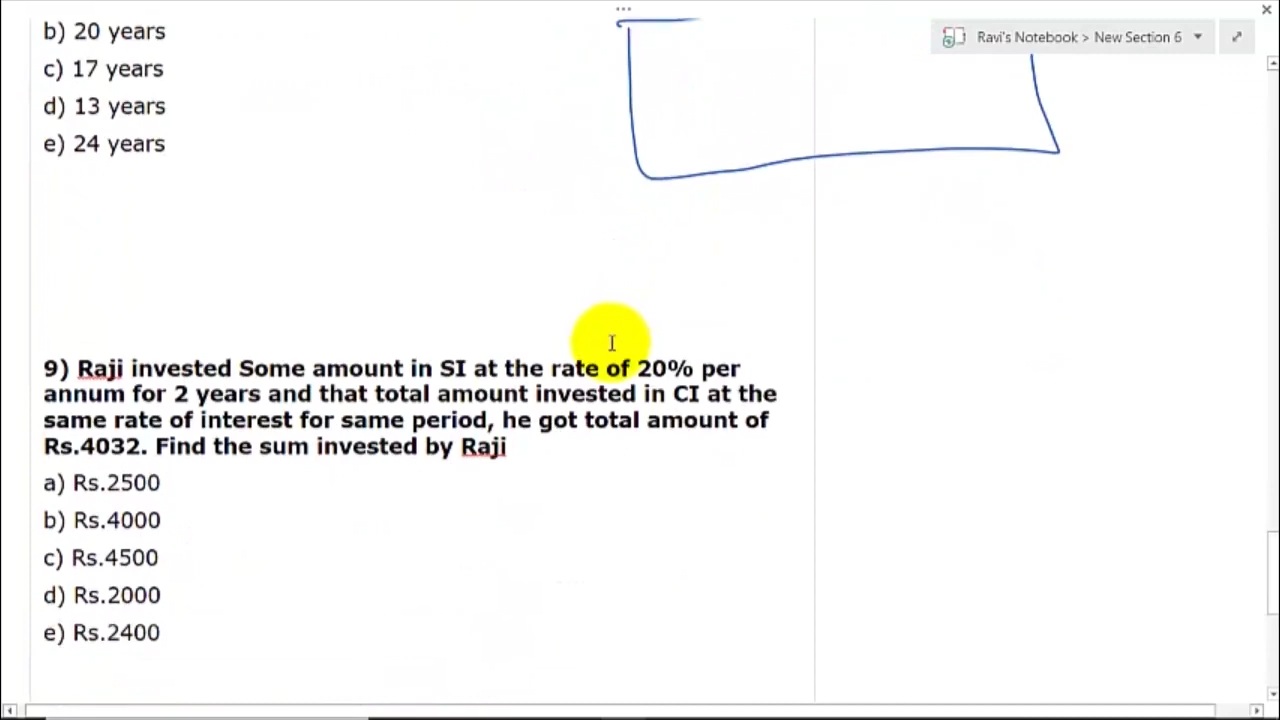 b) 20 years
Ravi's Notebook > New Section 6
c) 17 years
d) 13 years
e) 24 years
9) Raji invested Some amount in SI at the rate of 20% per
annum for 2 years and that total amount invested in CI at the
same rate of interest for same period, he got total amount of
Rs.4032. Find the sum invested by Raji
a) Rs.2500
b) Rs.4000
c) Rs.4500
d) Rs.2000
e) Rs.2400